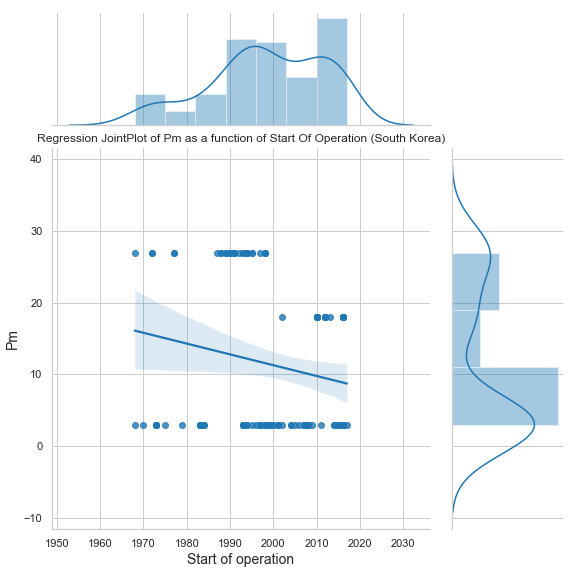 Regression JointPlot of Pm as a function of Start Of Operation (South Korea)
40
30
20
10
0
−10
Pm
1950 1960 1970 1980 1990 2000 2010 2020 2030
Start of operation